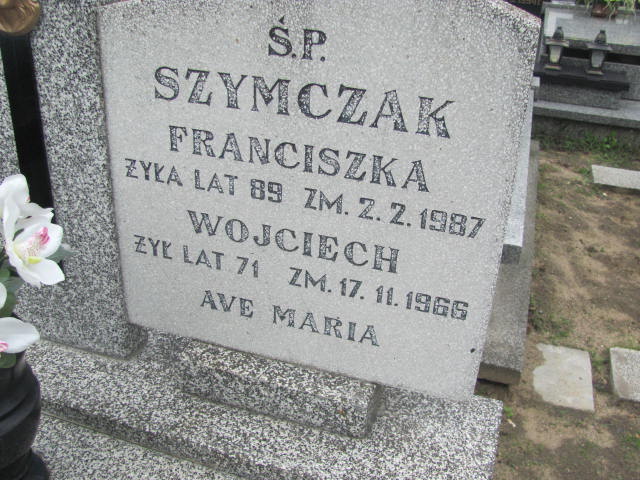 Ś.P.
SZYMCZAK
FRANCISZKA
ŻYŁA LAT 89 ZM. 2.2.1987
WOJCIECH
ŻYŁ LAT 71 ZM. 17.11.1966
AVE MARIA